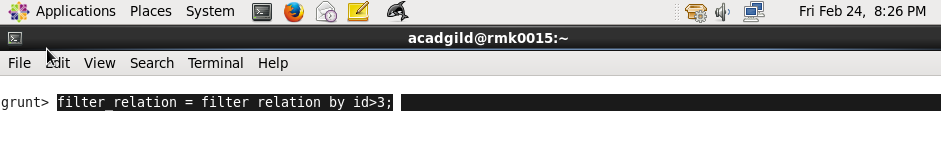 Applications Places System Fri Feb 24, 8:26 PM
acadgild@rmk0015:~
File Edit View Search Terminal Help
grunt> filter_relation = filter relation by id>3;